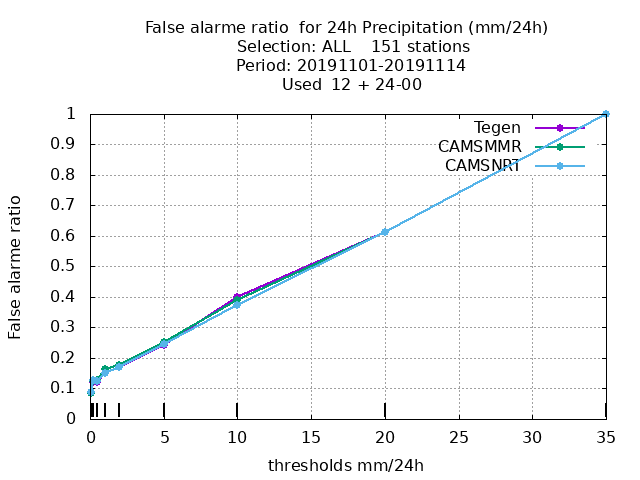 False alarme ratio  for 24h Precipitation (mm/24h)
Selection: ALL    151 stations
Period: 20191101-20191114
Used  12 + 24-00
1
0.9
0.8
0.7
0.6
0.5
0.4
0.3
0.2
0.1
0
False alarme ratio
Tegen
CAMSMMR
CAMSNRT
0 5 10 15 20 25 30 35
thresholds mm/24h